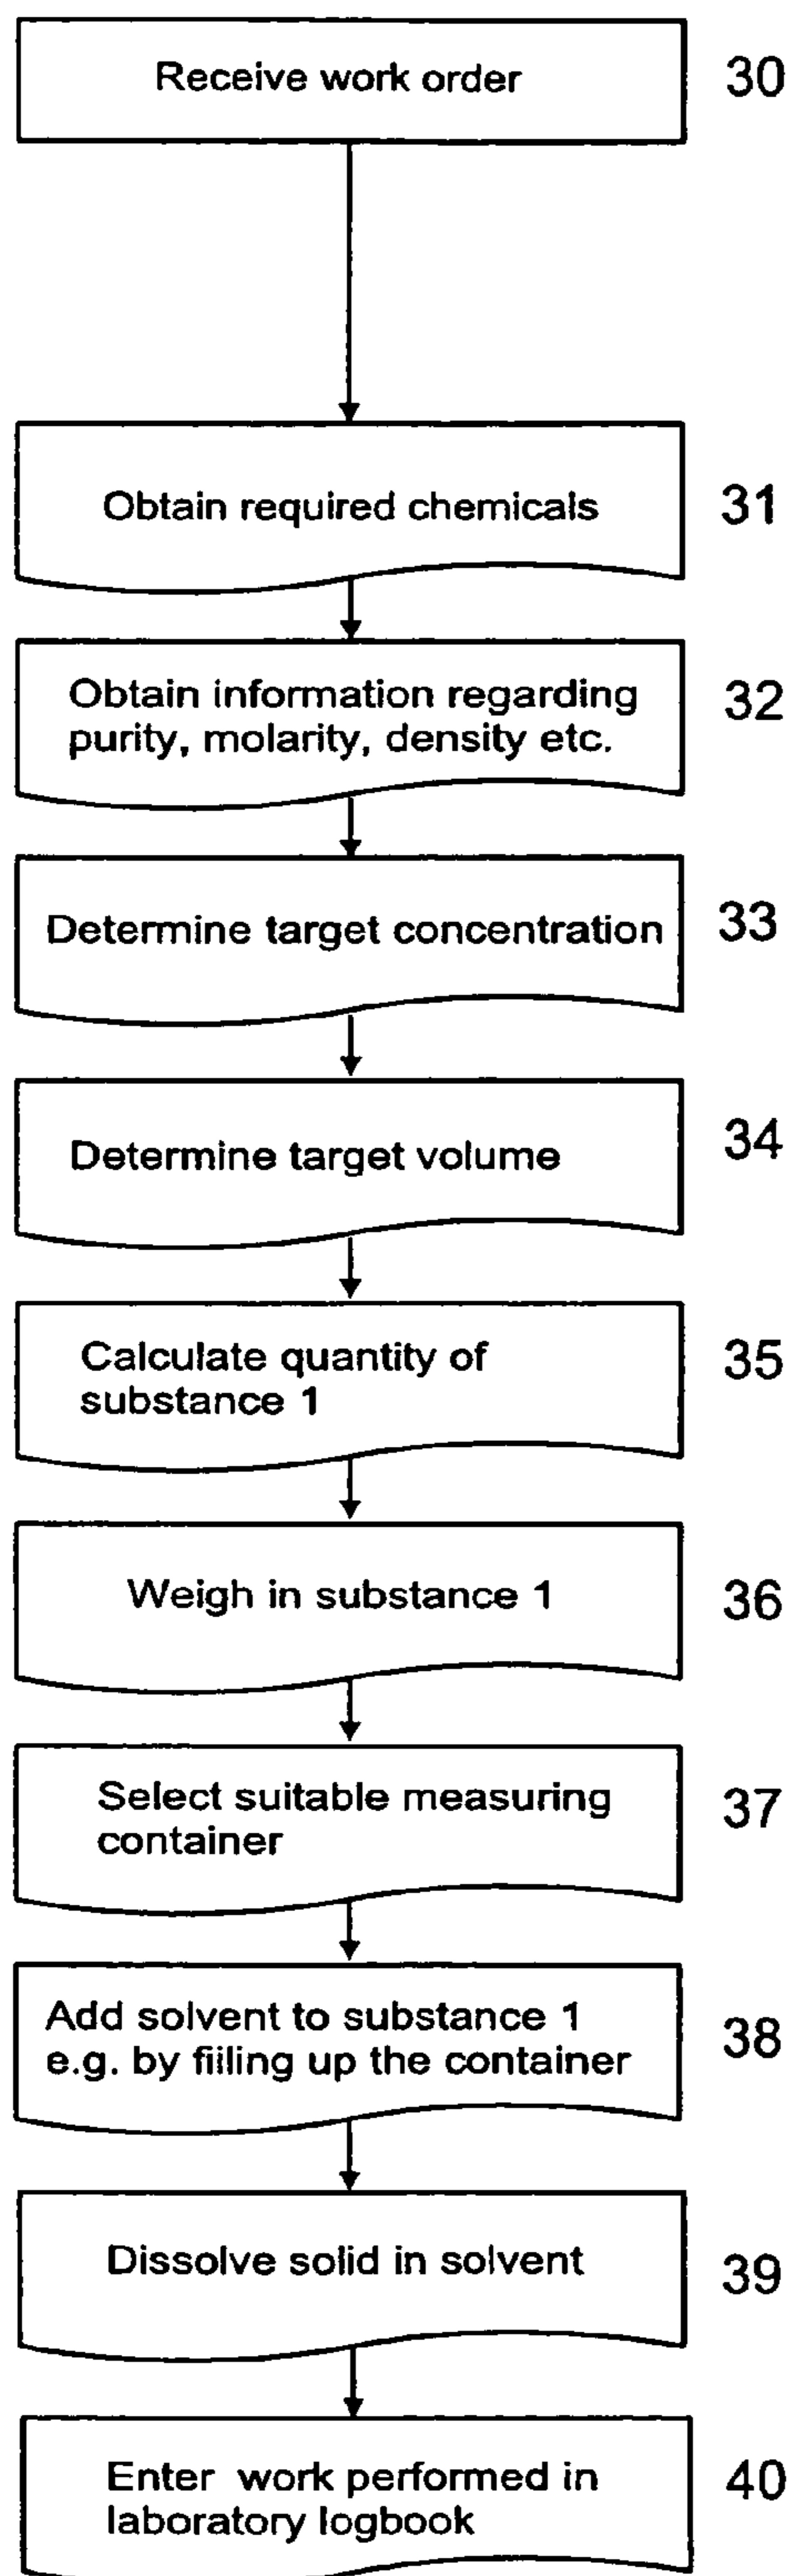 Receive work order
30
Obtain required chemicals
31
Obtain information regarding
purity, molarity, density etc.
32
Determine target concentration
33
Determine target volume
34
Calculate quantity of
substance 1
35
Weigh in substance 1
36
Select suitable measuring
container
37
Add solvent to substance 1
e.g. by filling up the container
38
Dissolve solid in solvent
39
Enter work performed in
laboratory logbook
40